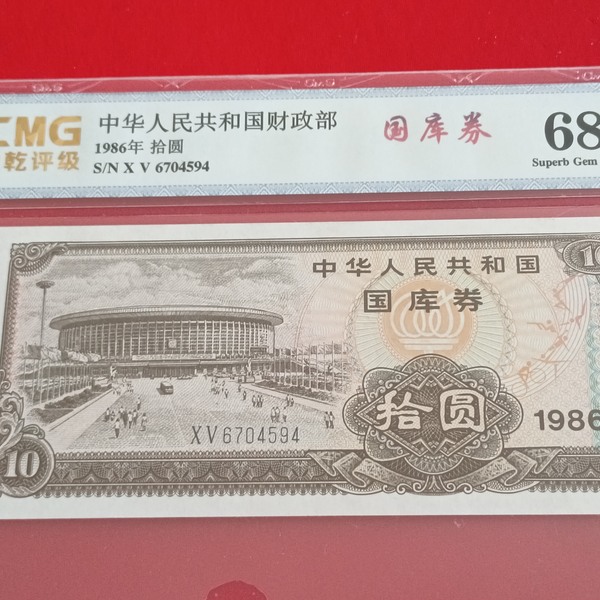 CMG
乾评级
中华人民共和国财政部
1986年 拾圆
S/N X V 6704594
国库券
68
Superb Gem
中华人民共和国
国库券
拾圆
1986
XV6704594
10
10